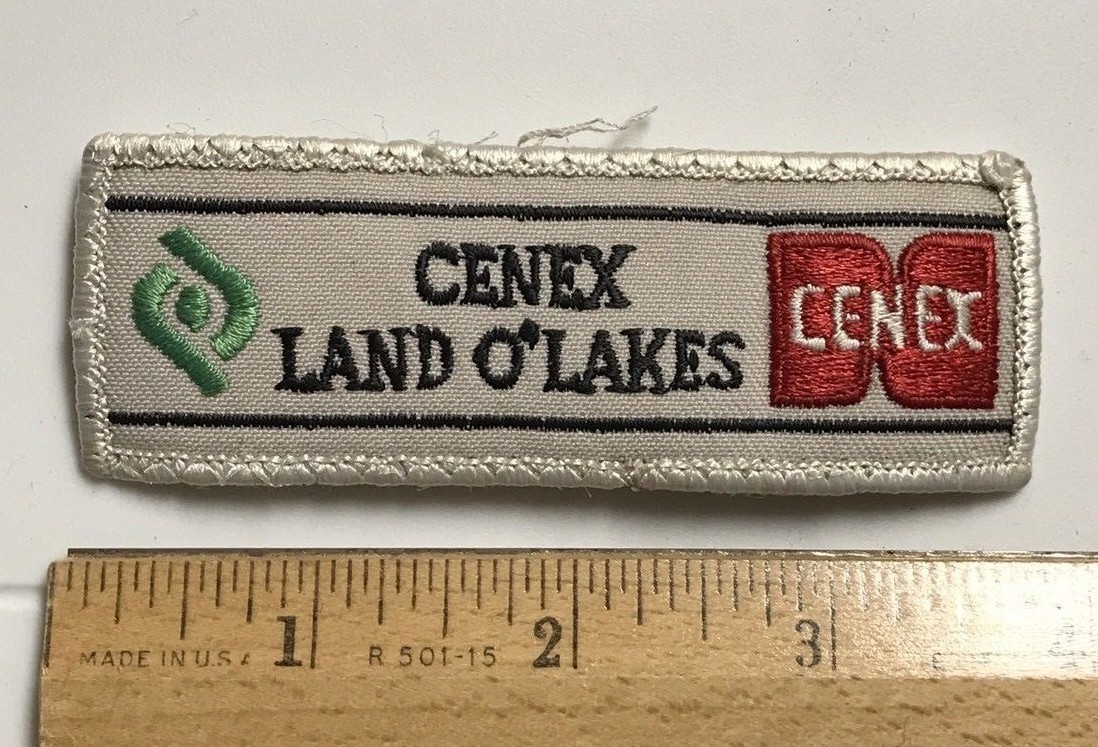 CENEX
LAND O'LAKES
CENEX
1 2 3
MADE IN U.S.A
R 501-15